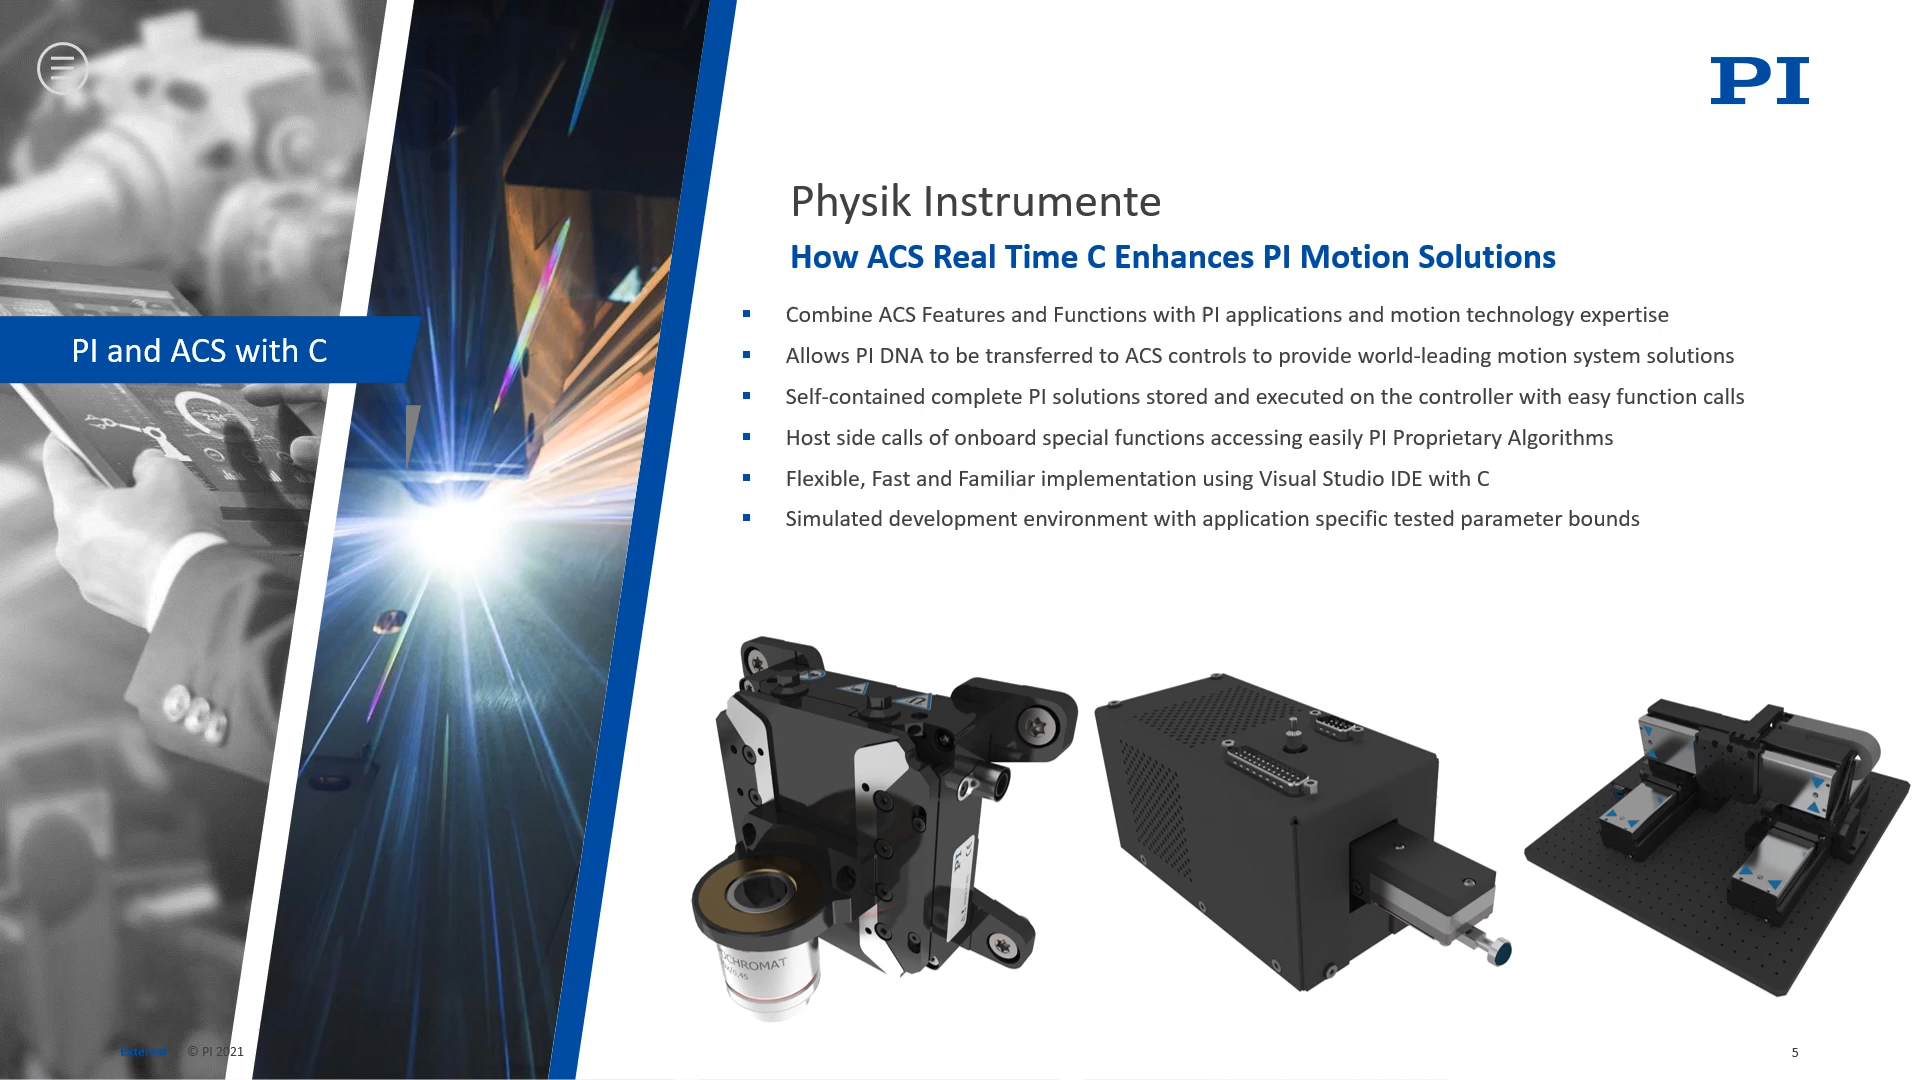 PI
Physik Instrumente
How ACS Real Time C Enhances PI Motion Solutions
Combine ACS Features and Functions with PI applications and motion technology expertise
Allows PI DNA to be transferred to ACS controls to provide world-leading motion system solutions
Self-contained complete PI solutions stored and executed on the controller with easy function calls
Host side calls of onboard special functions accessing easily PI Proprietary Algorithms
Flexible, Fast and Familiar implementation using Visual Studio IDE with C
Simulated development environment with application specific tested parameter bounds
PI and ACS with C
PI
CHROMAT
External
© PI 2021
5